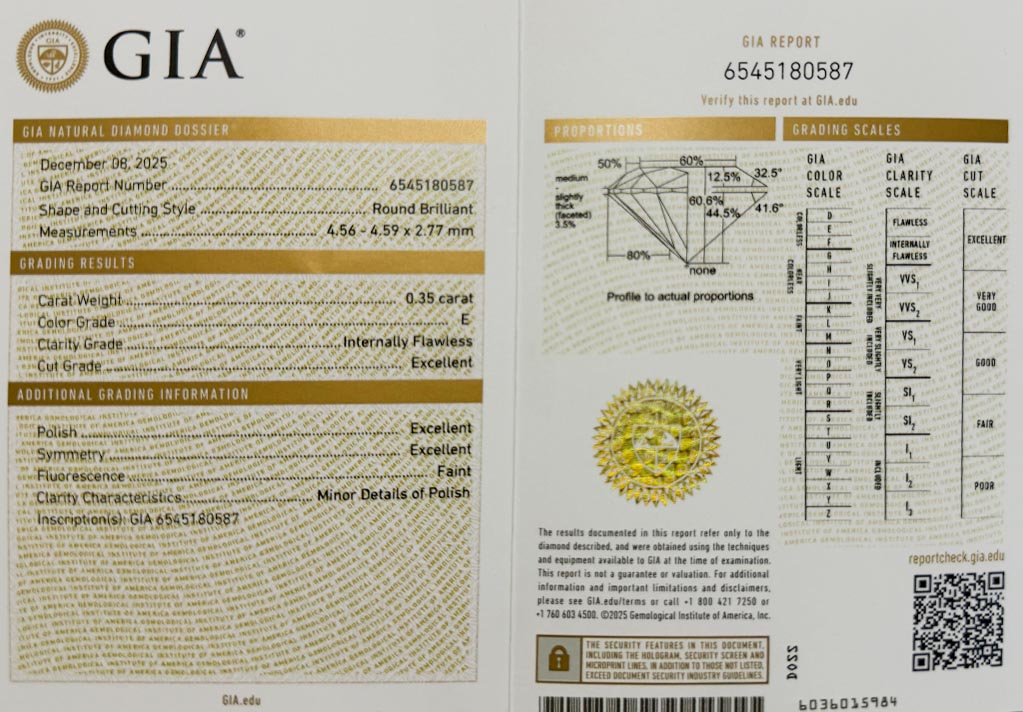 GIA®
GIA NATURAL DIAMOND DOSSIER
December 08, 2025
GIA Report Number 6545180587
Shape and Cutting Style Round Brilliant
Measurements 4.56 - 4.59 x 2.77 mm
GRADING RESULTS
Carat Weight 0.35 carat
Color Grade E
Clarity Grade Internally Flawless
Cut Grade Excellent
ADDITIONAL GRADING INFORMATION
Polish Excellent
Symmetry Excellent
Fluorescence Faint
Clarity Characteristics Minor Details of Polish
Inscription(s): GIA 6545180587
GIA.edu
GIA REPORT
6545180587
Verify this report at GIA.edu
PROPORTIONS
50%
60%
12.5%
32.5°
medium
-
slightly
thick
(faceted)
3.5%
60.6%
44.5%
41.6°
80%
none
Profile to actual proportions
GRADING SCALES
GIA
COLOR
SCALE
COLORLESS
D
E
F
NEAR COLORLESS
G
H
I
J
FAINT
K
L
M
VERY LIGHT
N
O
P
Q
R
LIGHT
S
T
U
V
W
X
Y
Z
GIA
CLARITY
SCALE
FLAWLESS
INTERNALLY
FLAWLESS
VERY VERY
SLIGHTLY INCLUDED
VVS1
VVS2
VERY SLIGHTLY
INCLUDED
VS1
VS2
SLIGHTLY
INCLUDED
SI1
SI2
INCLUDED
I1
I2
I3
GIA
CUT
SCALE
EXCELLENT
VERY
GOOD
GOOD
FAIR
POOR
The results documented in this report refer only to the
diamond described, and were obtained using the techniques
and equipment available to GIA at the time of examination.
This report is not a guarantee or valuation. For additional
information and important limitations and disclaimers,
please see GIA.edu/terms or call +1 800 421 7250 or
+1 760 603 4500. ©2025 Gemological Institute of America, Inc.
THE SECURITY FEATURES IN THIS DOCUMENT,
INCLUDING THE HOLOGRAM, SECURITY SCREEN AND
MICROPRINT LINES, IN ADDITION TO THOSE NOT LISTED,
EXCEED DOCUMENT SECURITY INDUSTRY GUIDELINES.
reportcheck.gia.edu
DOSS
6036015984